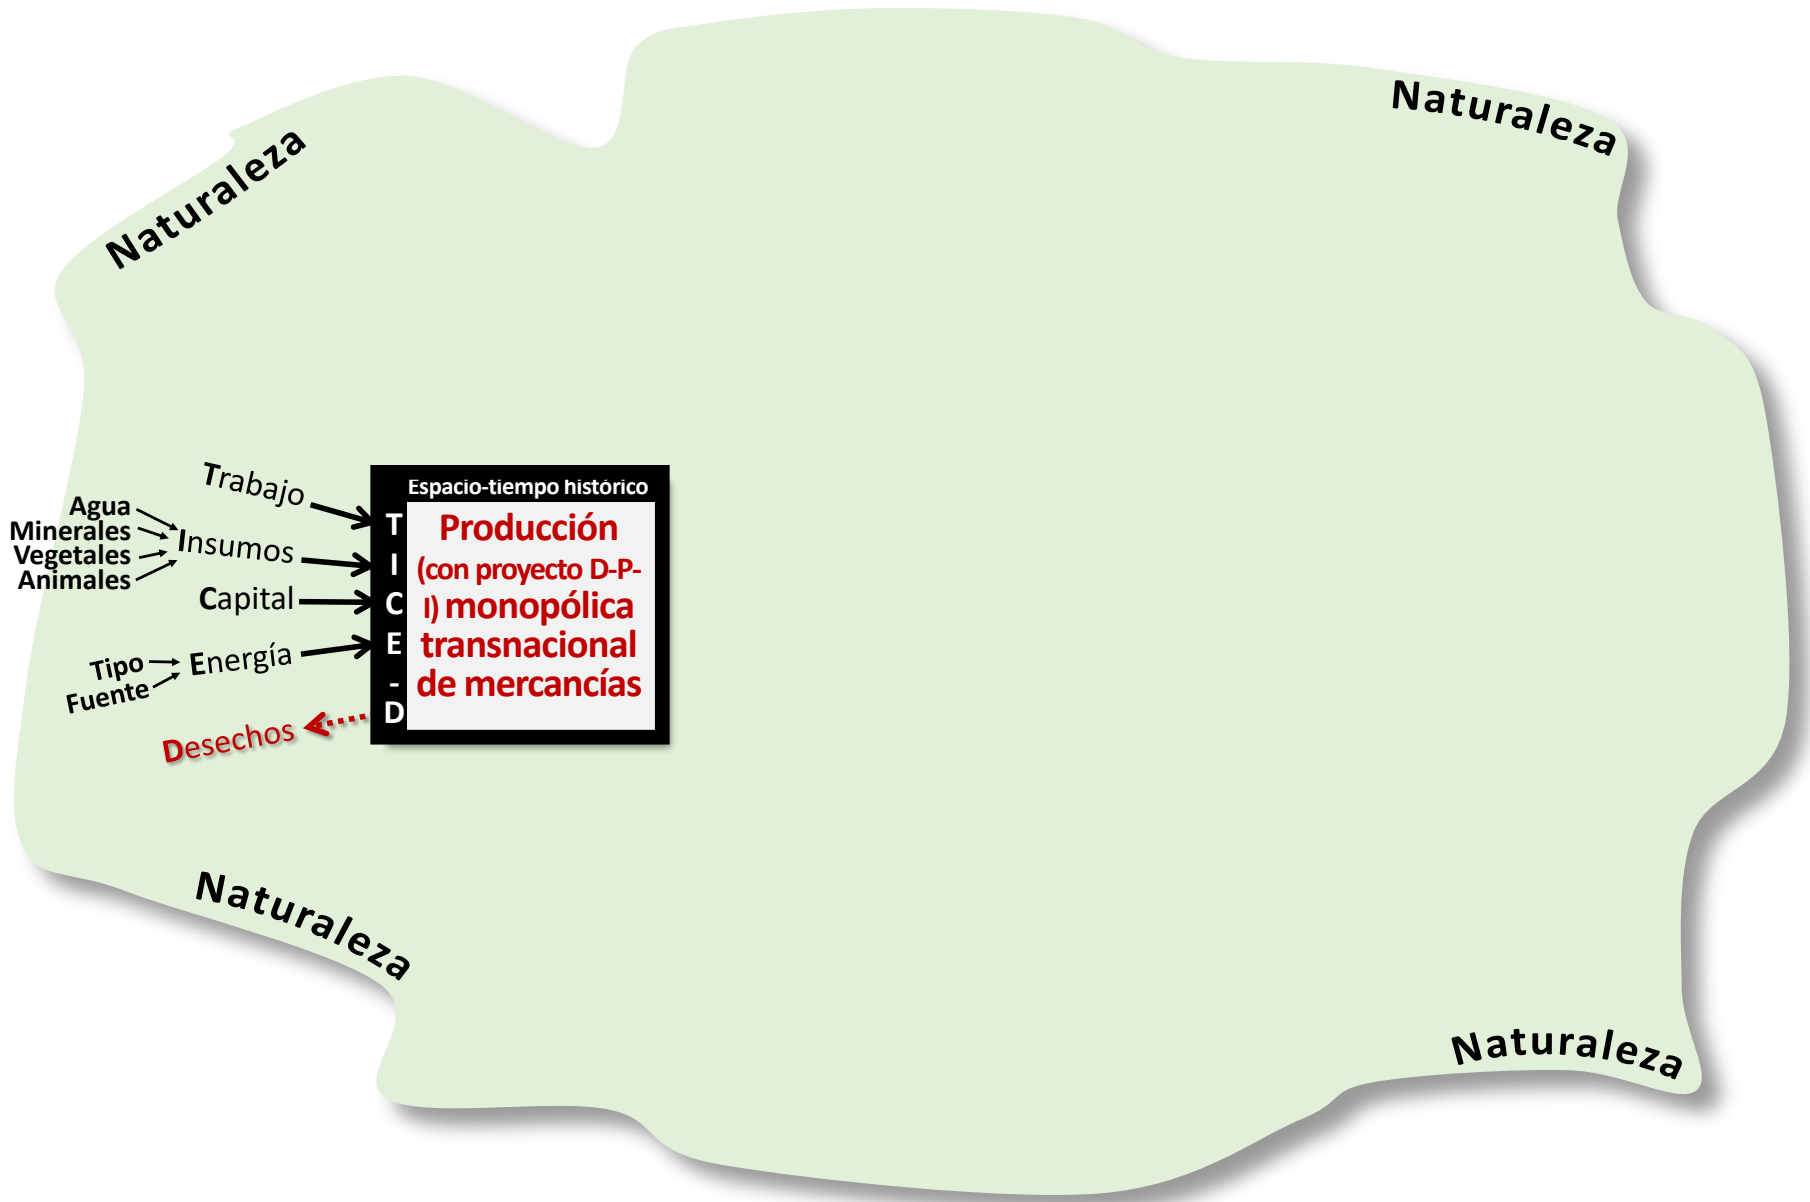 Naturaleza
Naturaleza
Trabajo
Agua
Minerales
Vegetales
Animales
Insumos
Capital
Tipo
Fuente
Energía
Desechos
T
I
C
E
-
D
Espacio-tiempo histórico
Producción
(con proyecto D-P-
I) monopólica
transnacional
de mercancías
Naturaleza
Naturaleza